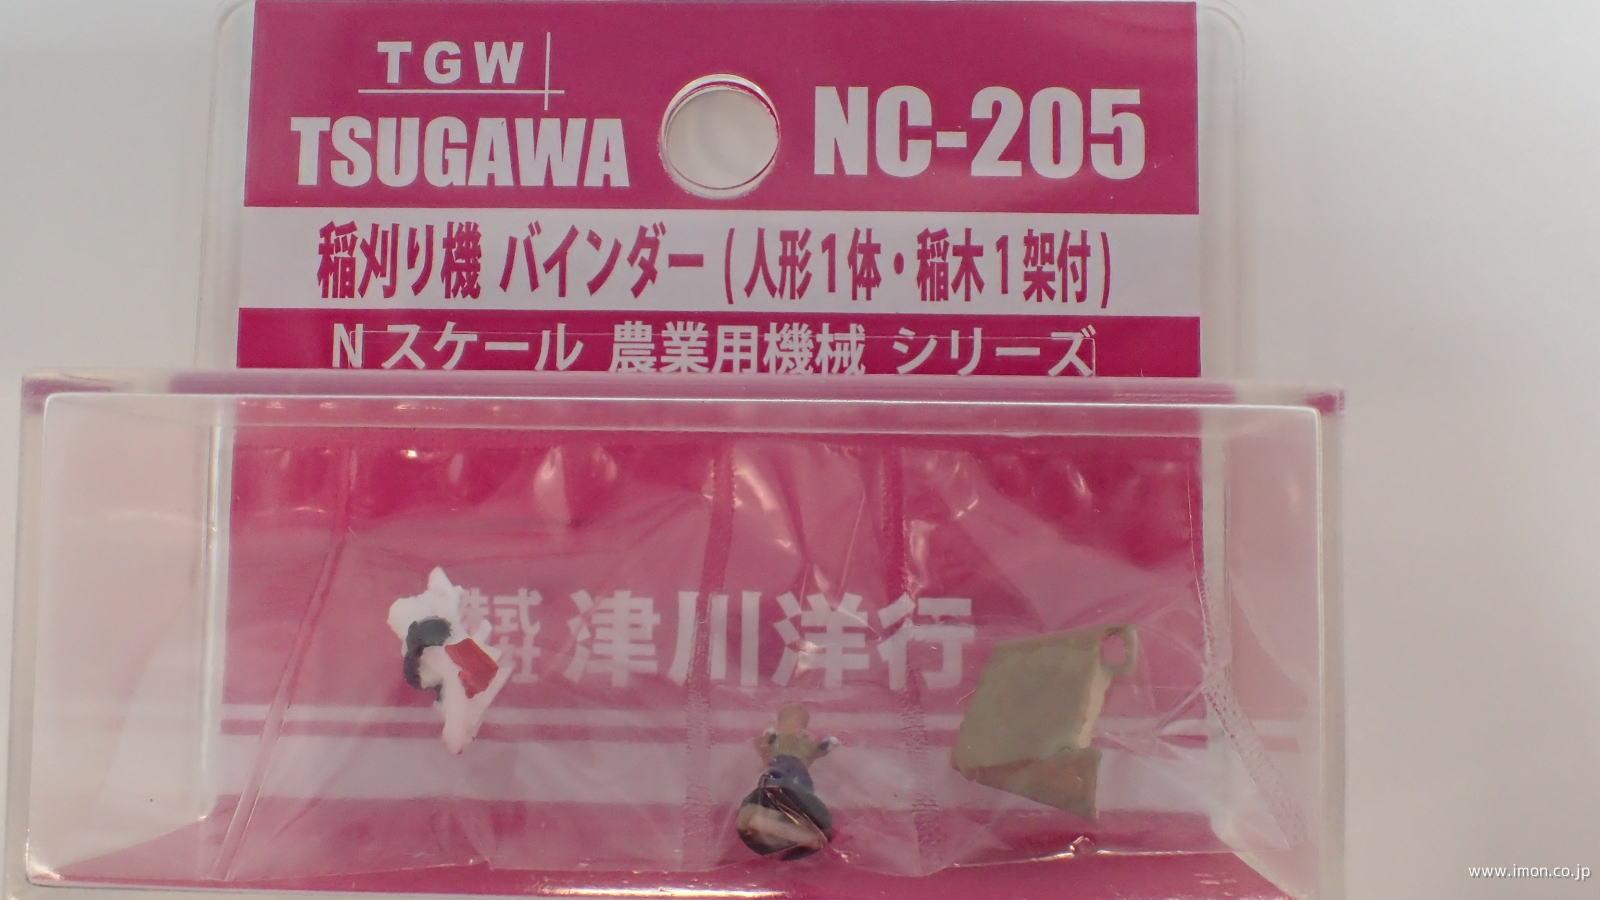 TGW
TSUGAWA
NC-205
稲刈り機 バインダー(人形1体・稲木1架付)
Nスケール 農業用機械 シリーズ
株式会社 津川洋行
www.imon.co.jp